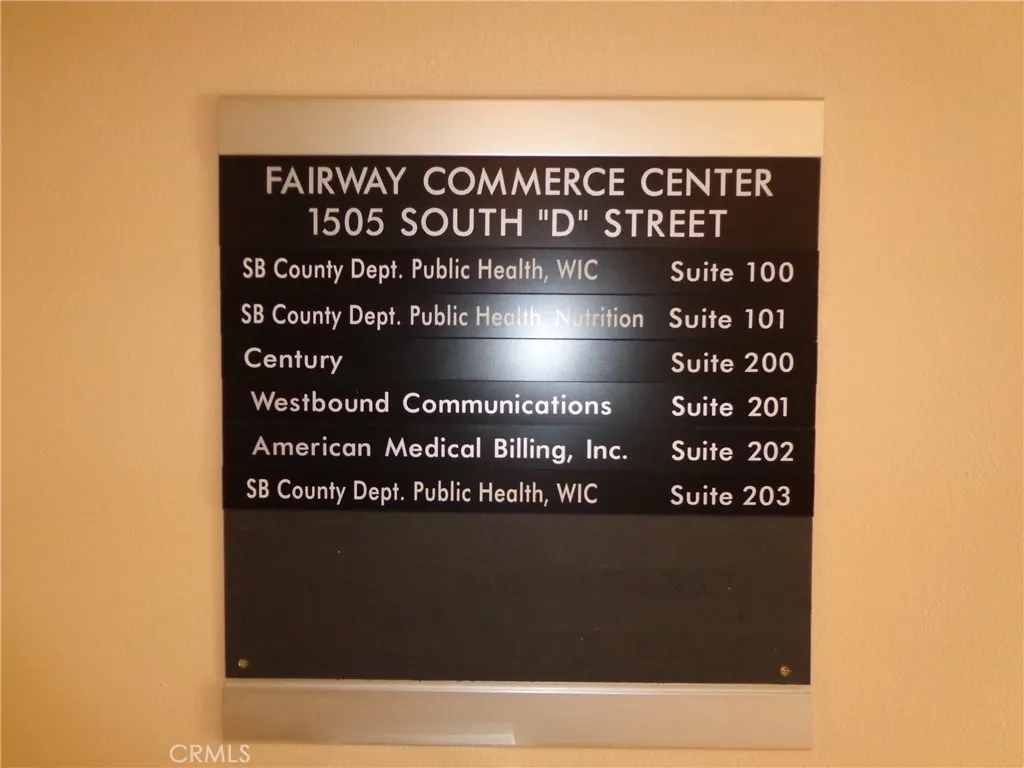 FAIRWAY COMMERCE CENTER
1505 SOUTH "D" STREET
SB County Dept. Public Health, WIC Suite 100
SB County Dept. Public Health, Nutrition Suite 101
Century Suite 200
Westbound Communications Suite 201
American Medical Billing, Inc. Suite 202
SB County Dept. Public Health, WIC Suite 203
CRMLS